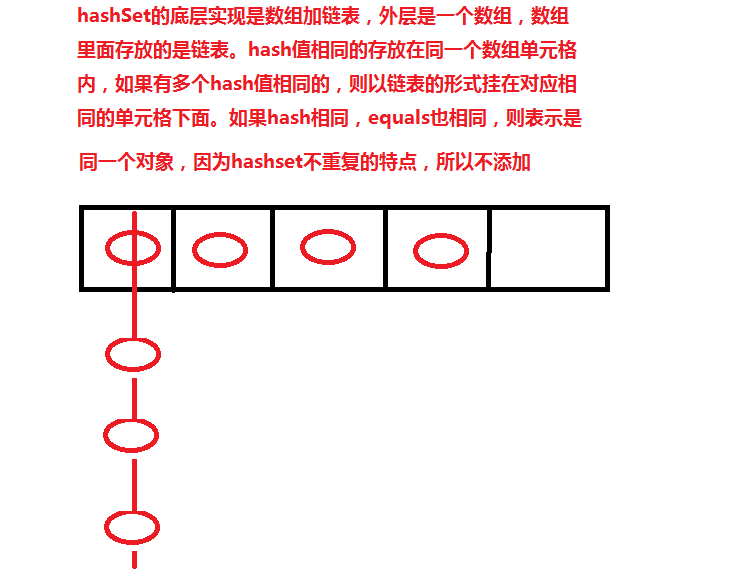 hashSet的底层实现是数组加链表，外层是一个数组，数组
里面存放的是链表。hash值相同的存放在同一个数组单元格
内，如果有多个hash值相同的，则以链表的形式挂在对应相
同的单元格下面。如果hash相同，equals也相同，则表示是
同一个对象，因为hashset不重复的特点，所以不添加